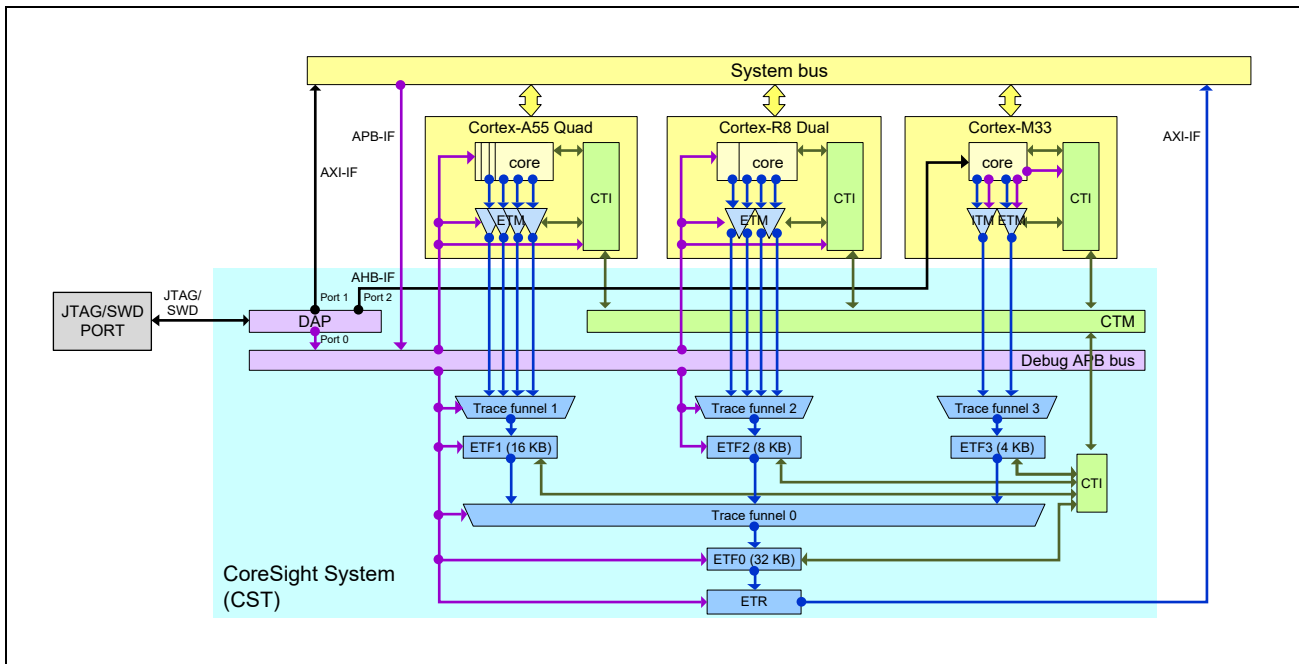 System bus
APB-IF
AXI-IF
AXI-IF
Cortex-A55 Quad
Cortex-R8 Dual
Cortex-M33
core
CTI
core
CTI
core
CTI
ETM
ETM
ITM
ETM
AHB-IF
JTAG/SWD
PORT
JTAG/
SWD
Port 1
Port 2
DAP
Port 0
CTM
Debug APB bus
Trace funnel 1
Trace funnel 2
Trace funnel 3
ETF1 (16 KB)
ETF2 (8 KB)
ETF3 (4 KB)
CTI
Trace funnel 0
ETF0 (32 KB)
ETR
CoreSight System
(CST)